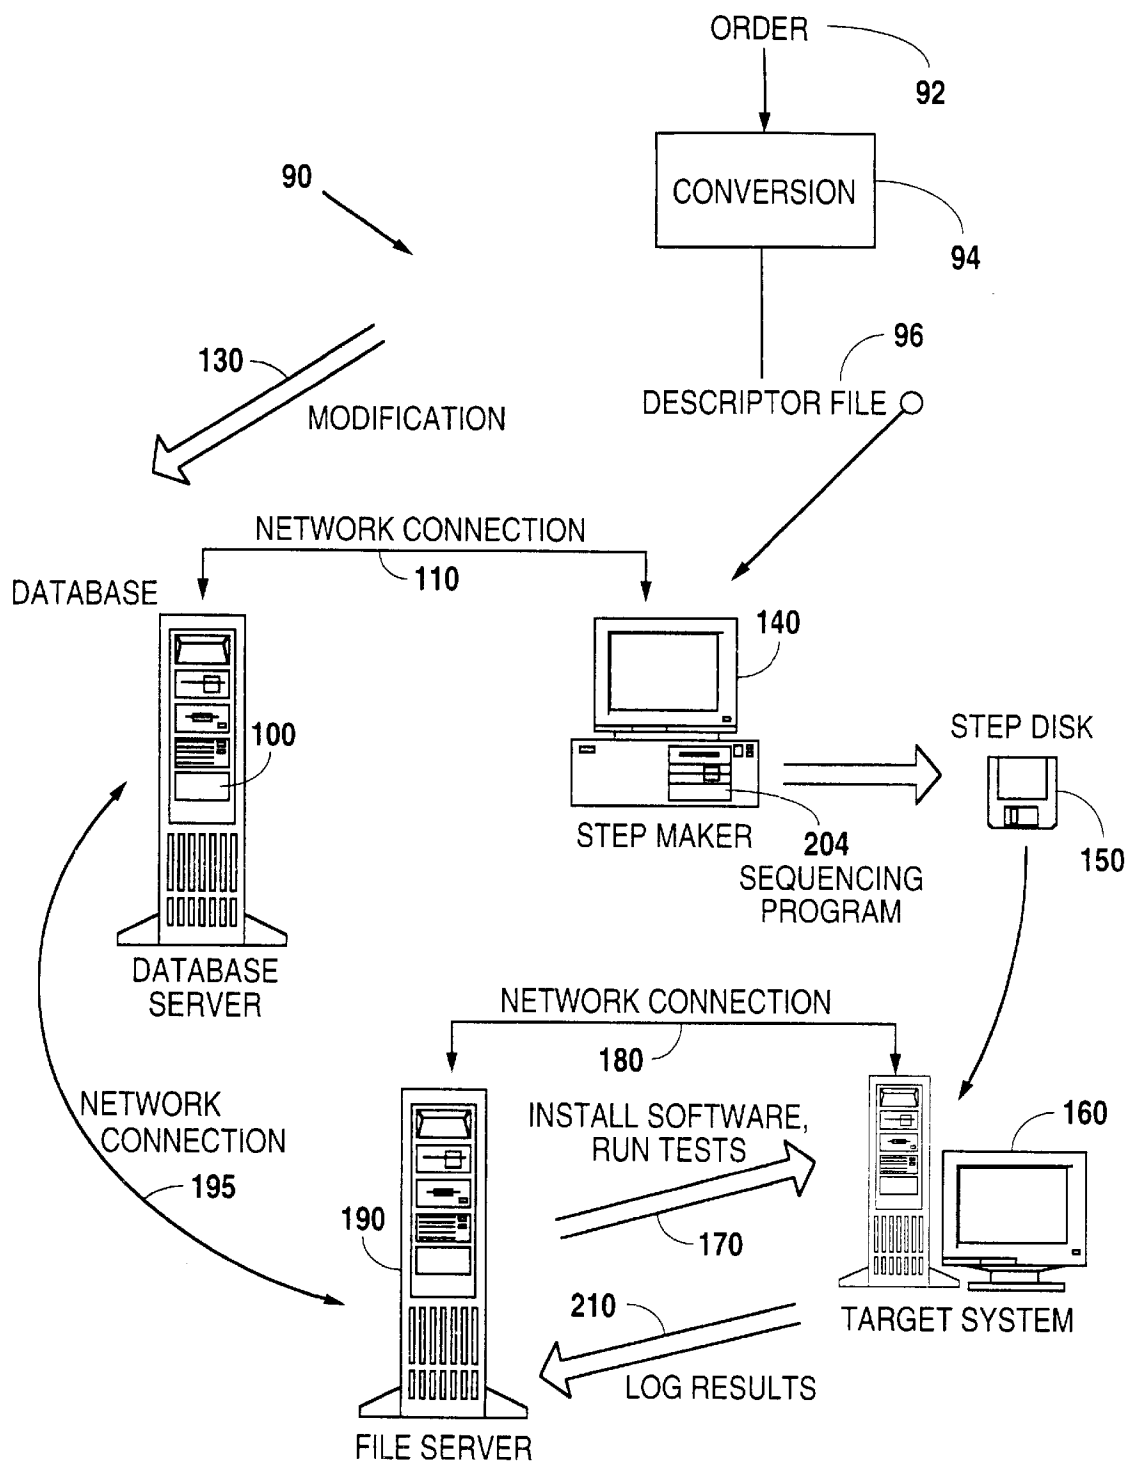 ORDER
92
CONVERSION
90
94
96
130
DESCRIPTOR FILE
MODIFICATION
NETWORK CONNECTION
110
DATABASE
140
STEP DISK
100
STEP MAKER
204
150
SEQUENCING
PROGRAM
DATABASE
SERVER
NETWORK CONNECTION
180
NETWORK
CONNECTION
INSTALL SOFTWARE,
RUN TESTS
160
195
190
170
210
TARGET SYSTEM
LOG RESULTS
FILE SERVER